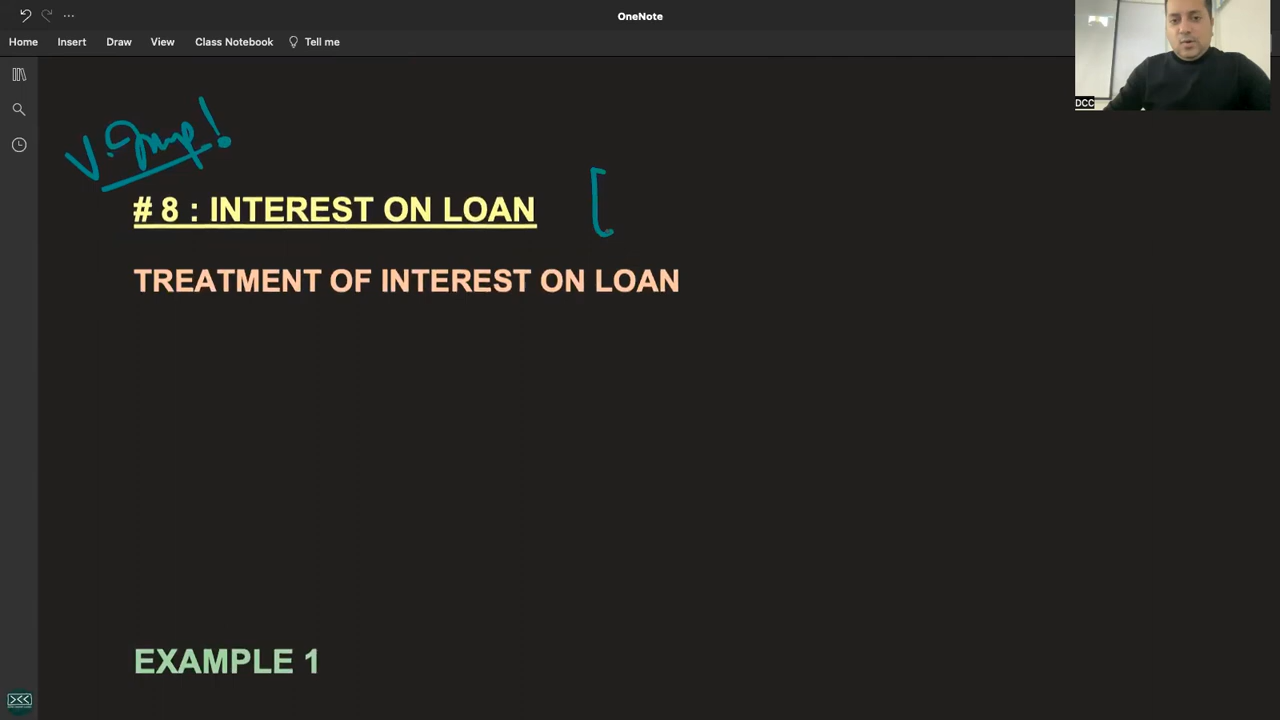 OneNote
Home Insert Draw View Class Notebook Tell me
DCC
V. Imp!
# 8 : INTEREST ON LOAN [
TREATMENT OF INTEREST ON LOAN
EXAMPLE 1